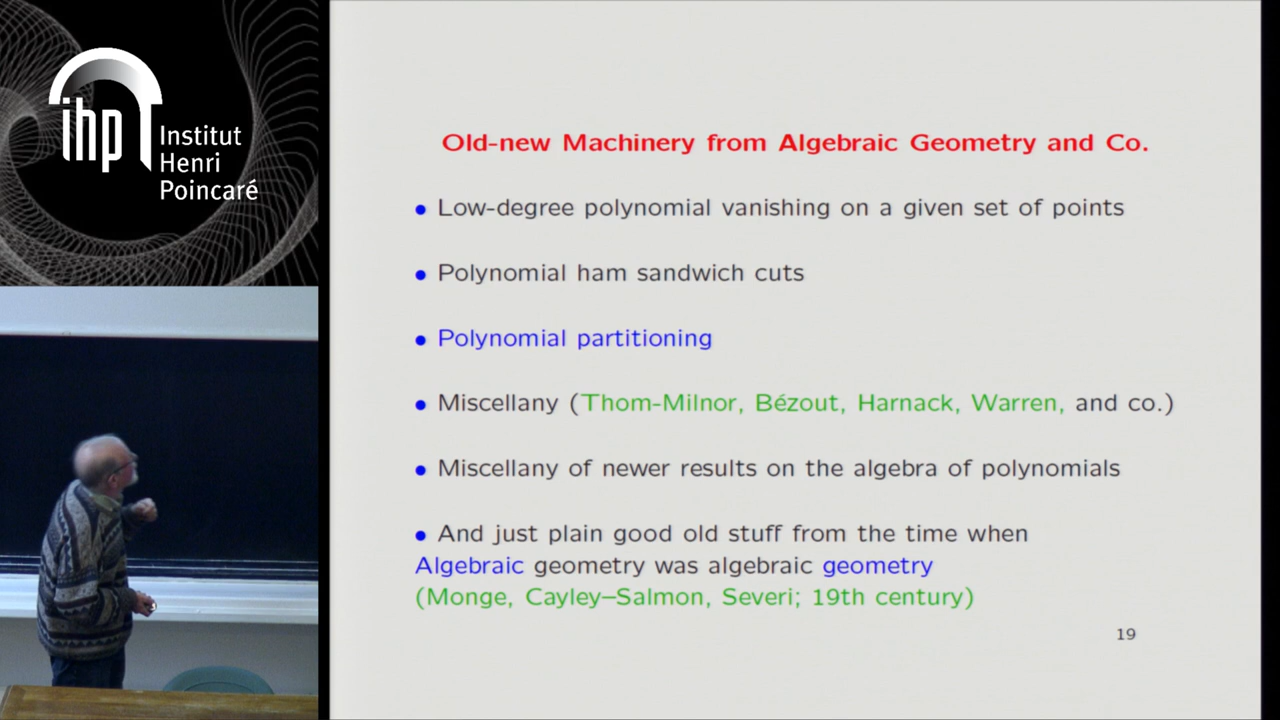 ihp
Institut
Henri
Poincaré
Old-new Machinery from Algebraic Geometry and Co.
• Low-degree polynomial vanishing on a given set of points
• Polynomial ham sandwich cuts
• Polynomial partitioning
• Miscellany (Thom-Milnor, Bézout, Harnack, Warren, and co.)
• Miscellany of newer results on the algebra of polynomials
• And just plain good old stuff from the time when
Algebraic geometry was algebraic geometry
(Monge, Cayley–Salmon, Severi; 19th century)
19